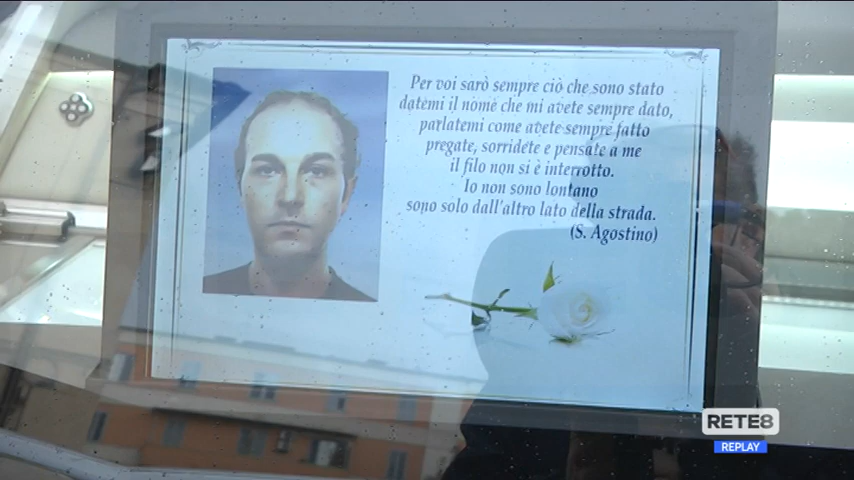 Per voi sarò sempre ciò che sono stato
datemi il nome che mi avete sempre dato,
parlatemi come avete sempre fatto
pregate, sorridete e pensate a me
il filo non si è interrotto.
Io non sono lontano
sono solo dall'altro lato della strada.
(S. Agostino)
RETE8
REPLAY